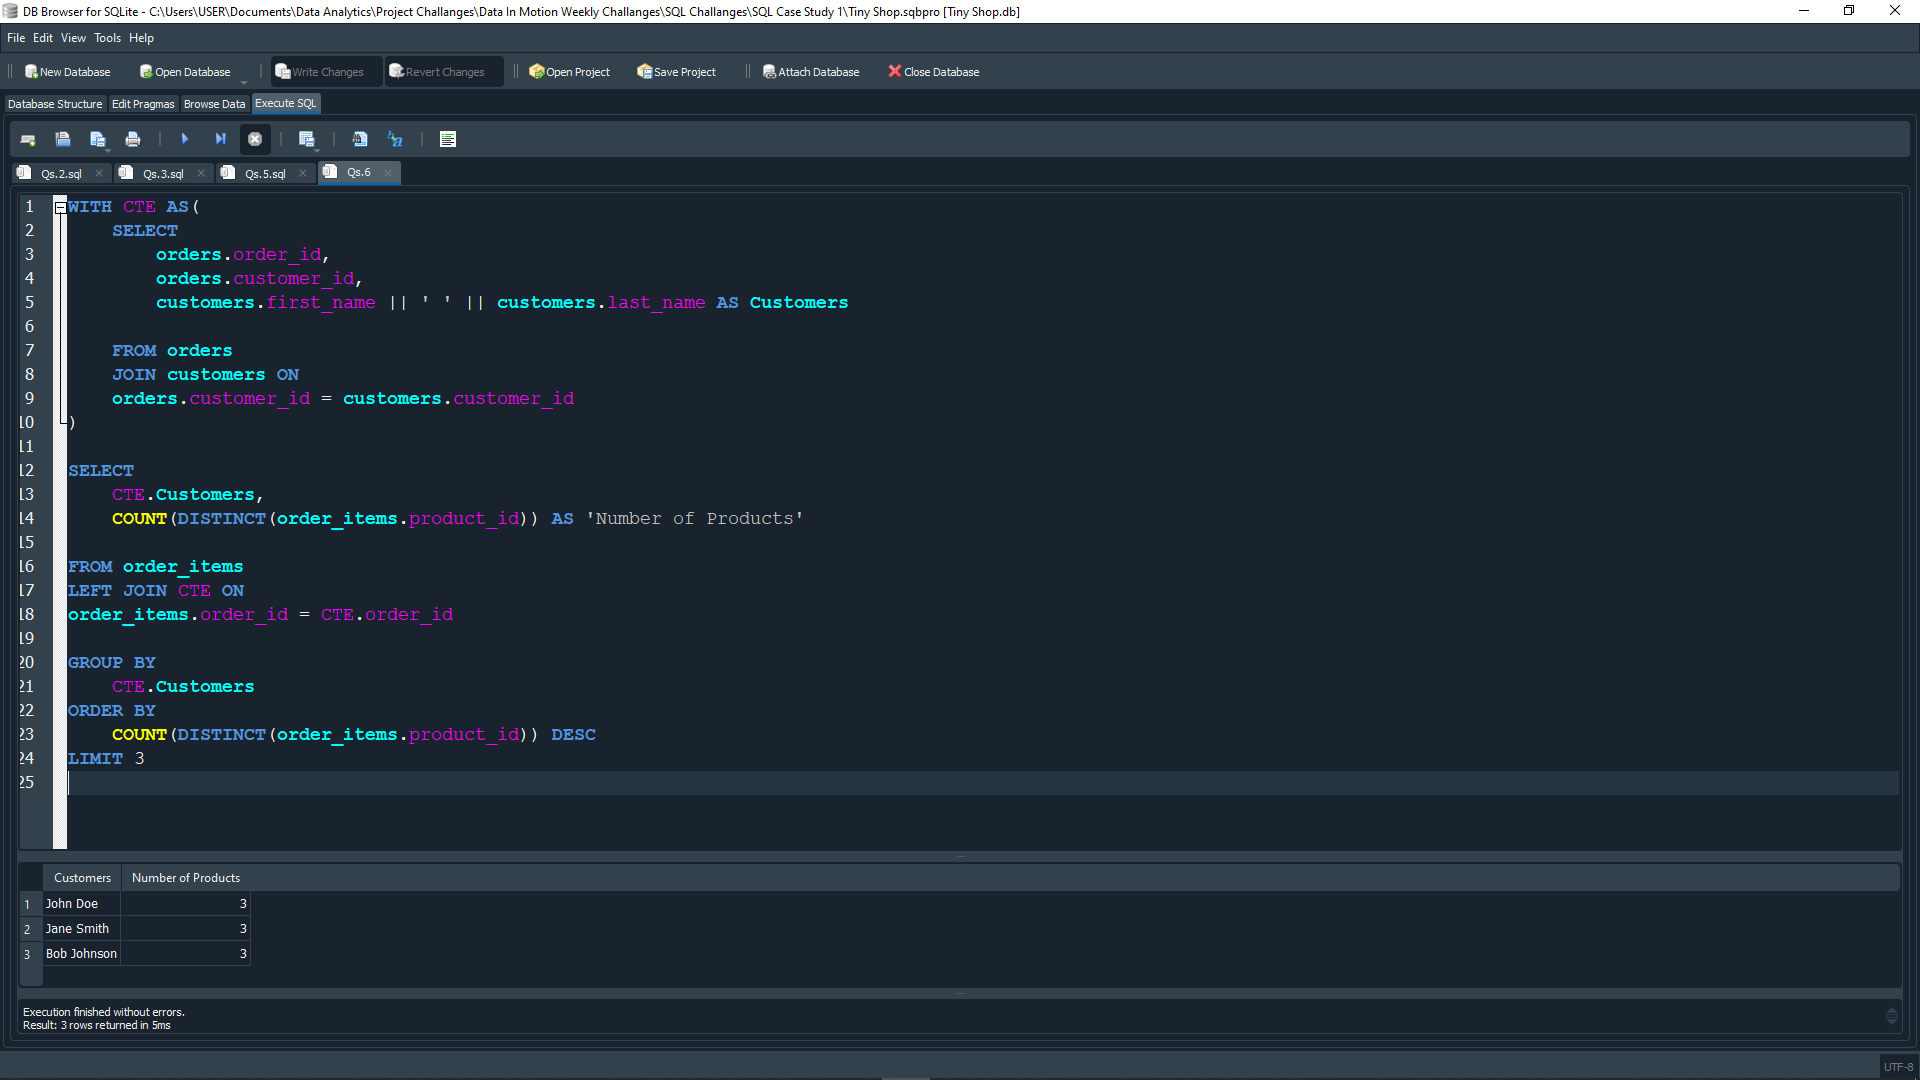 DB Browser for SQLite - C:\Users\USER\Documents\Data Analytics\Project Challanges\Data In Motion Weekly Challanges\SQL Challanges\SQL Case Study 1\Tiny Shop.sqbpro [Tiny Shop.db]
File Edit View Tools Help
New Database Open Database Write Changes Revert Changes Open Project Save Project Attach Database Close Database
Database Structure Edit Pragmas Browse Data Execute SQL
Qs.2.sql Qs.3.sql Qs.5.sql Qs.6
1 WITH CTE AS(
2 SELECT
3 orders.order_id,
4 orders.customer_id,
5 customers.first_name || ' ' || customers.last_name AS Customers
6
7 FROM orders
8 JOIN customers ON
9 orders.customer_id = customers.customer_id
10 )
11
12 SELECT
13 CTE.Customers,
14 COUNT(DISTINCT(order_items.product_id)) AS 'Number of Products'
15
16 FROM order_items
17 LEFT JOIN CTE ON
18 order_items.order_id = CTE.order_id
19
20 GROUP BY
21 CTE.Customers
22 ORDER BY
23 COUNT(DISTINCT(order_items.product_id)) DESC
24 LIMIT 3
25
Customers Number of Products
1 John Doe 3
2 Jane Smith 3
3 Bob Johnson 3
Execution finished without errors.
Result: 3 rows returned in 5ms
UTF-8